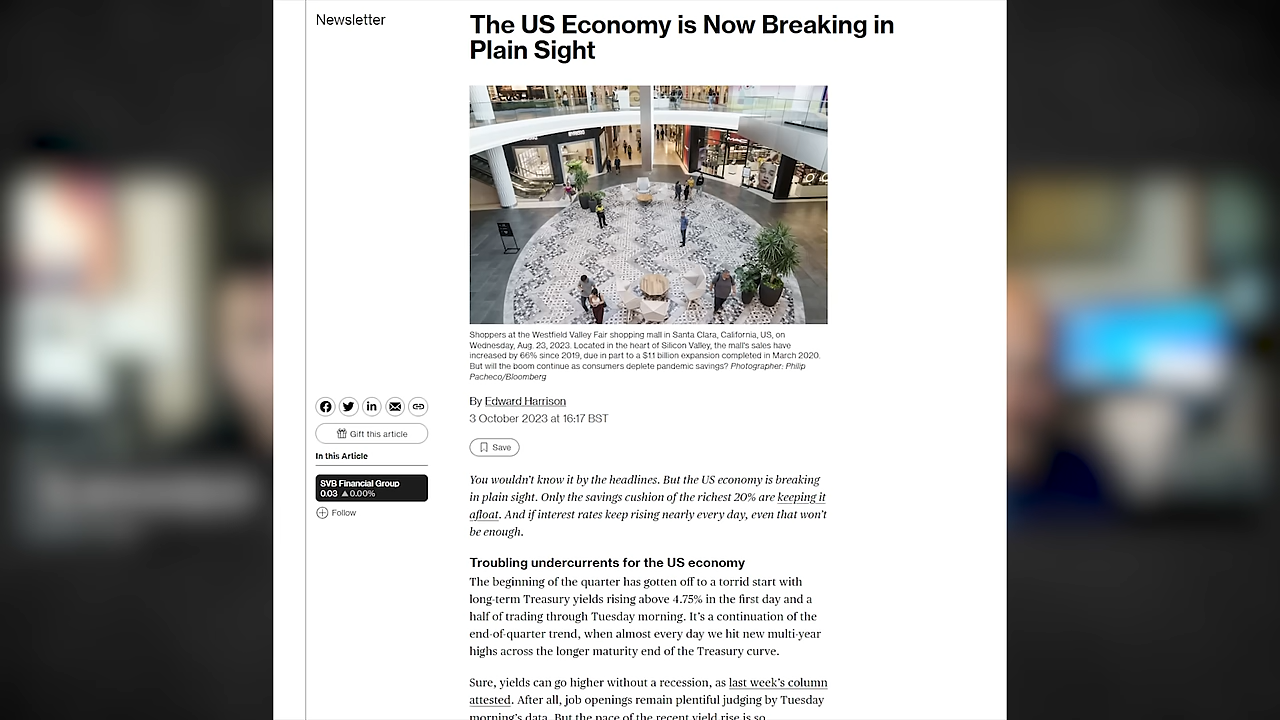 Newsletter
The US Economy is Now Breaking in
Plain Sight
Shoppers at the Westfield Valley Fair shopping mall in Santa Clara, California, US, on
Wednesday, Aug. 23, 2023. Located in the heart of Silicon Valley, the mall's sales have
increased by 66% since 2019, due in part to a $1.1 billion expansion completed in March 2020.
But will the boom continue as consumers deplete pandemic savings? Photographer: Philip
Pacheco/Bloomberg
By Edward Harrison
3 October 2023 at 16:17 BST
Save
Gift this article
In this Article
SVB Financial Group
0.03 ▲0.00%
Follow
You wouldn't know it by the headlines. But the US economy is breaking
in plain sight. Only the savings cushion of the richest 20% are keeping it
afloat. And if interest rates keep rising nearly every day, even that won't
be enough.
Troubling undercurrents for the US economy
The beginning of the quarter has gotten off to a torrid start with
long-term Treasury yields rising above 4.75% in the first day and a
half of trading through Tuesday morning. It's a continuation of the
end-of-quarter trend, when almost every day we hit new multi-year
highs across the longer maturity end of the Treasury curve.
Sure, yields can go higher without a recession, as last week's column
attested. After all, job openings remain plentiful judging by Tuesday
morning's data. But the pace of the recent yield rise is so